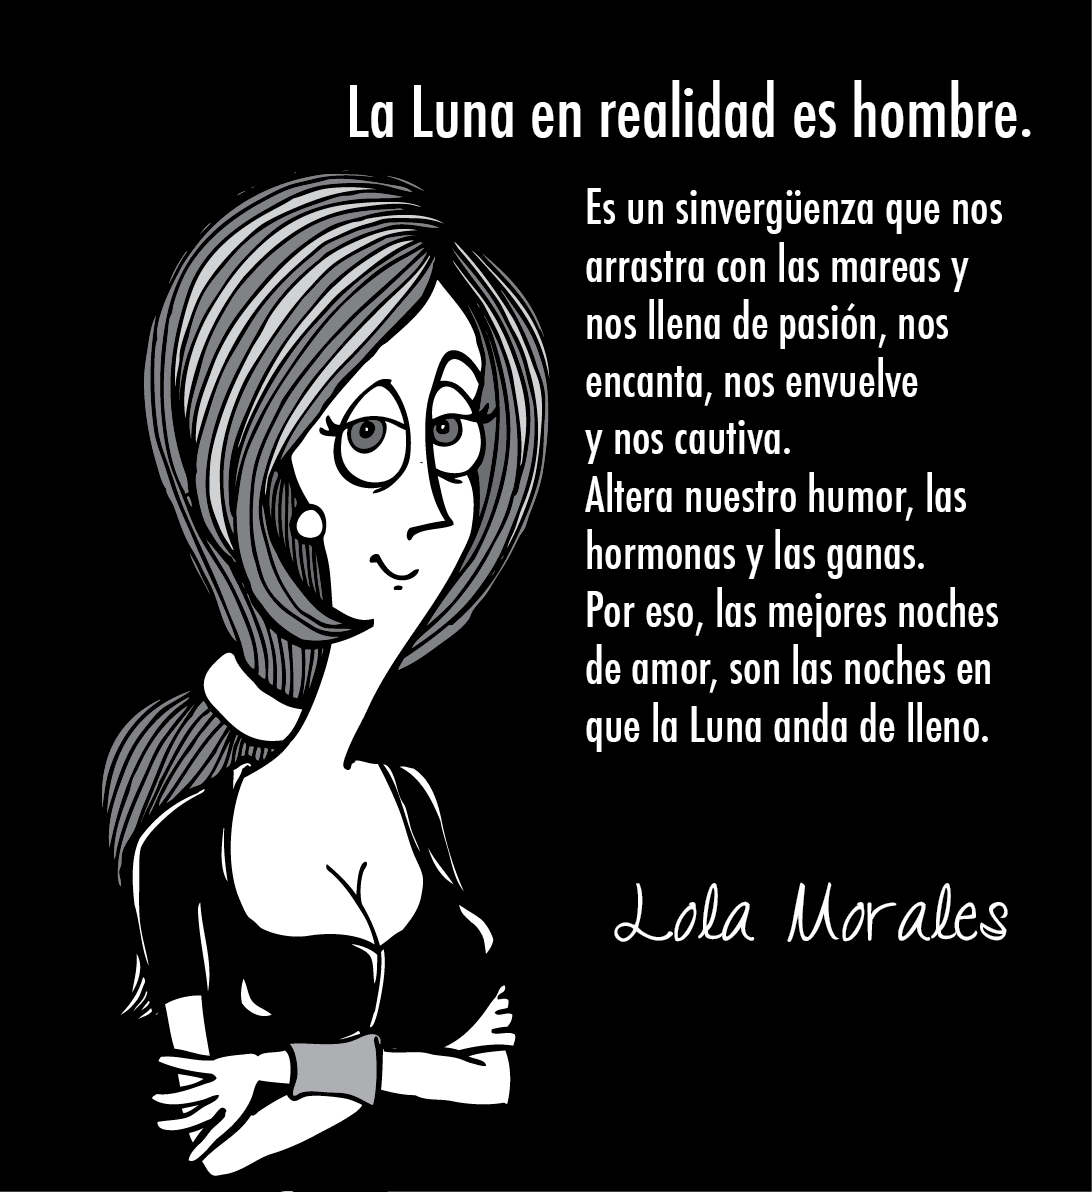 La Luna en realidad es hombre.
Es un sinvergüenza que nos
arrastra con las mareas y
nos llena de pasión, nos
encanta, nos envuelve
y nos cautiva.
Altera nuestro humor, las
hormonas y las ganas.
Por eso, las mejores noches
de amor, son las noches en
que la Luna anda de lleno.
Lola Morales